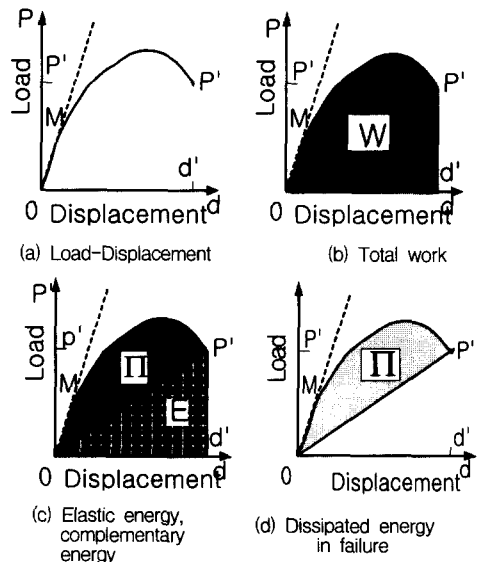 P
P'
Load
M
P'
d'
0 Displacement d
(a) Load-Displacement
P
P'
Load
M
W
P'
d'
0 Displacement d
(b) Total work
P'
p'
Load
M
Π
E
P'
d'
0 Displacement d
(c) Elastic energy,
complementary
energy
P
P'
Load
M
Π
P'
d'
0 Displacement d
(d) Dissipated energy
in failure